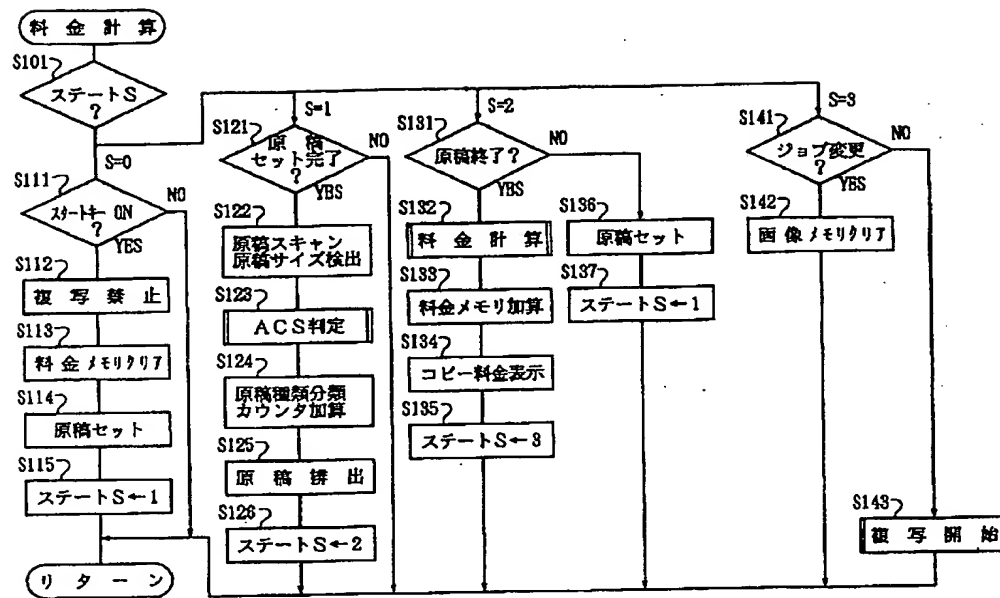 料金計算
S101
ステートS
?
S=0
S111
スタートキー ON
?
NO
YES
S112
複写禁止
S113
料金メモリクリア
S114
原稿セット
S115
ステートS←1
リターン
S=1
S121
原稿
セット完了
?
NO
YES
S122
原稿スキャン
原稿サイズ検出
S123
ACS判定
S124
原稿種類分類
カウンタ加算
S125
原稿排出
S126
ステートS←2
S=2
S131
原稿終了?
NO
YES
S132
料金計算
S133
料金メモリ加算
S134
コピー料金表示
S135
ステートS←3
S136
原稿セット
S137
ステートS←1
S=3
S141
ジョブ変更
?
NO
YES
S142
画像メモリクリア
S143
複写開始